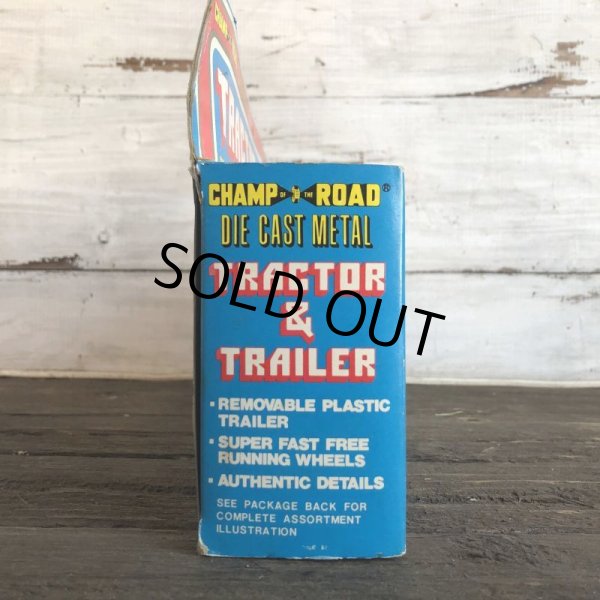 CHAMP OF THE ROAD®
DIE CAST METAL
TRACTOR
&
TRAILER
SOLD OUT
• REMOVABLE PLASTIC
TRAILER
• SUPER FAST FREE
RUNNING WHEELS
• AUTHENTIC DETAILS
SEE PACKAGE BACK FOR
COMPLETE ASSORTMENT
ILLUSTRATION